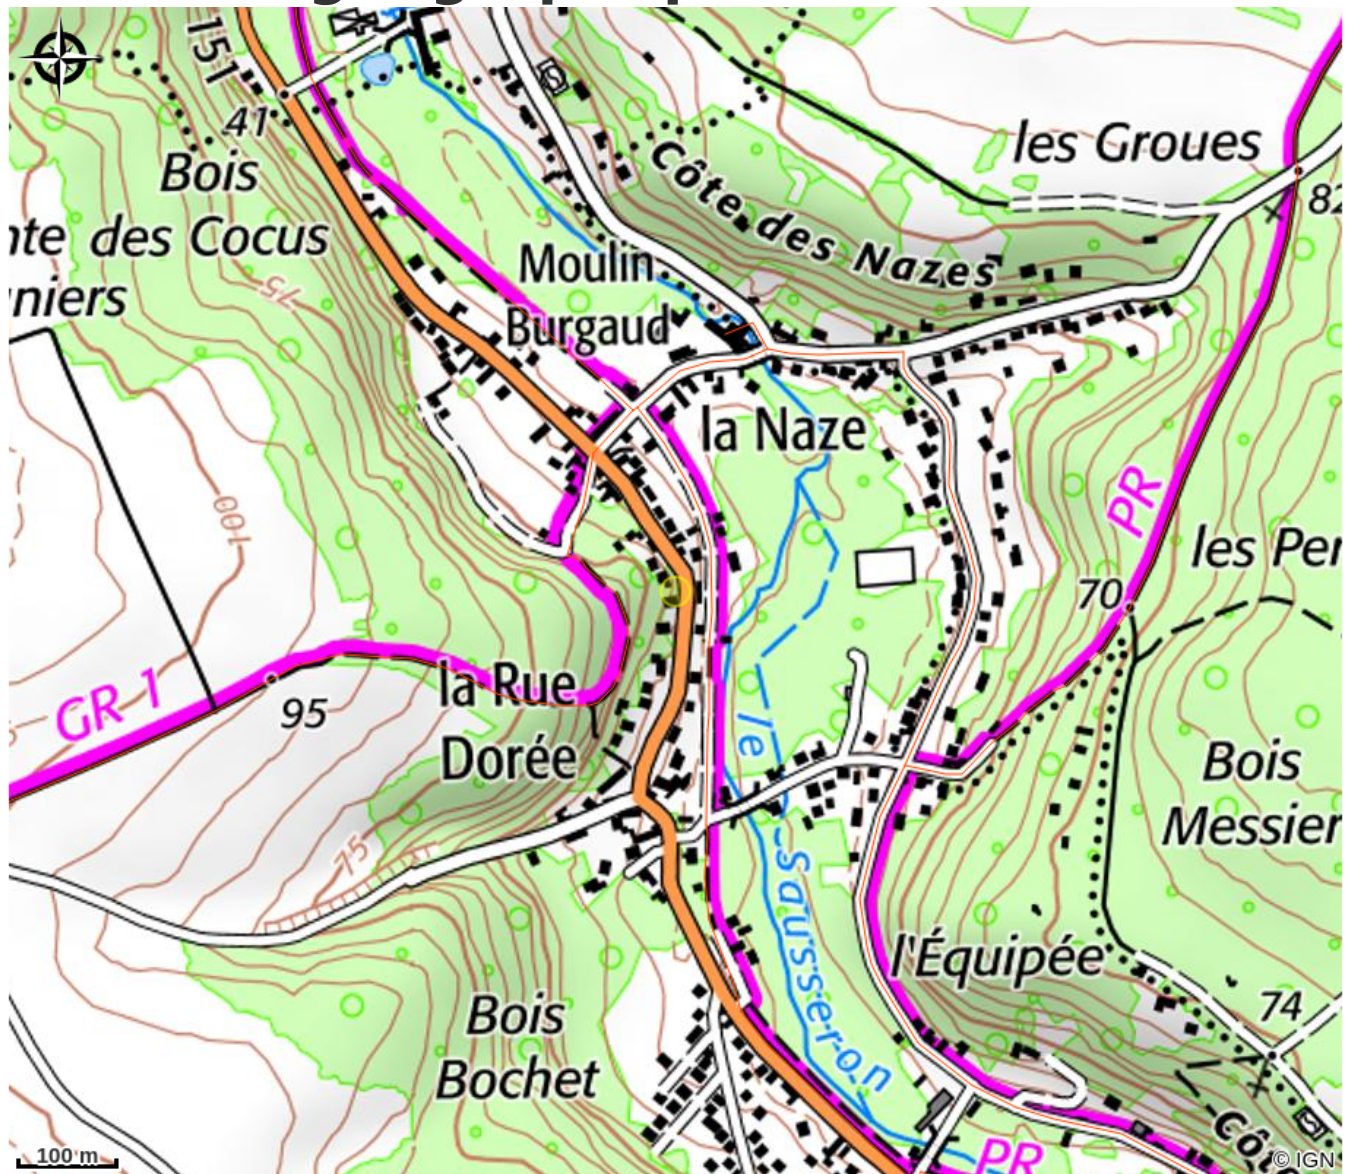 151
41
Bois
des Cocus
niers
75
les Groues
82
Côte des Nazes
Moulin
Burgaud
la Naze
100
PR
les Per
70
GR 1
95
la Rue
Dorée
le Sausseron
Bois
Messier
75
l'Équipée
74
Bois
Bochet
Cô
PR
100 m
© IGN